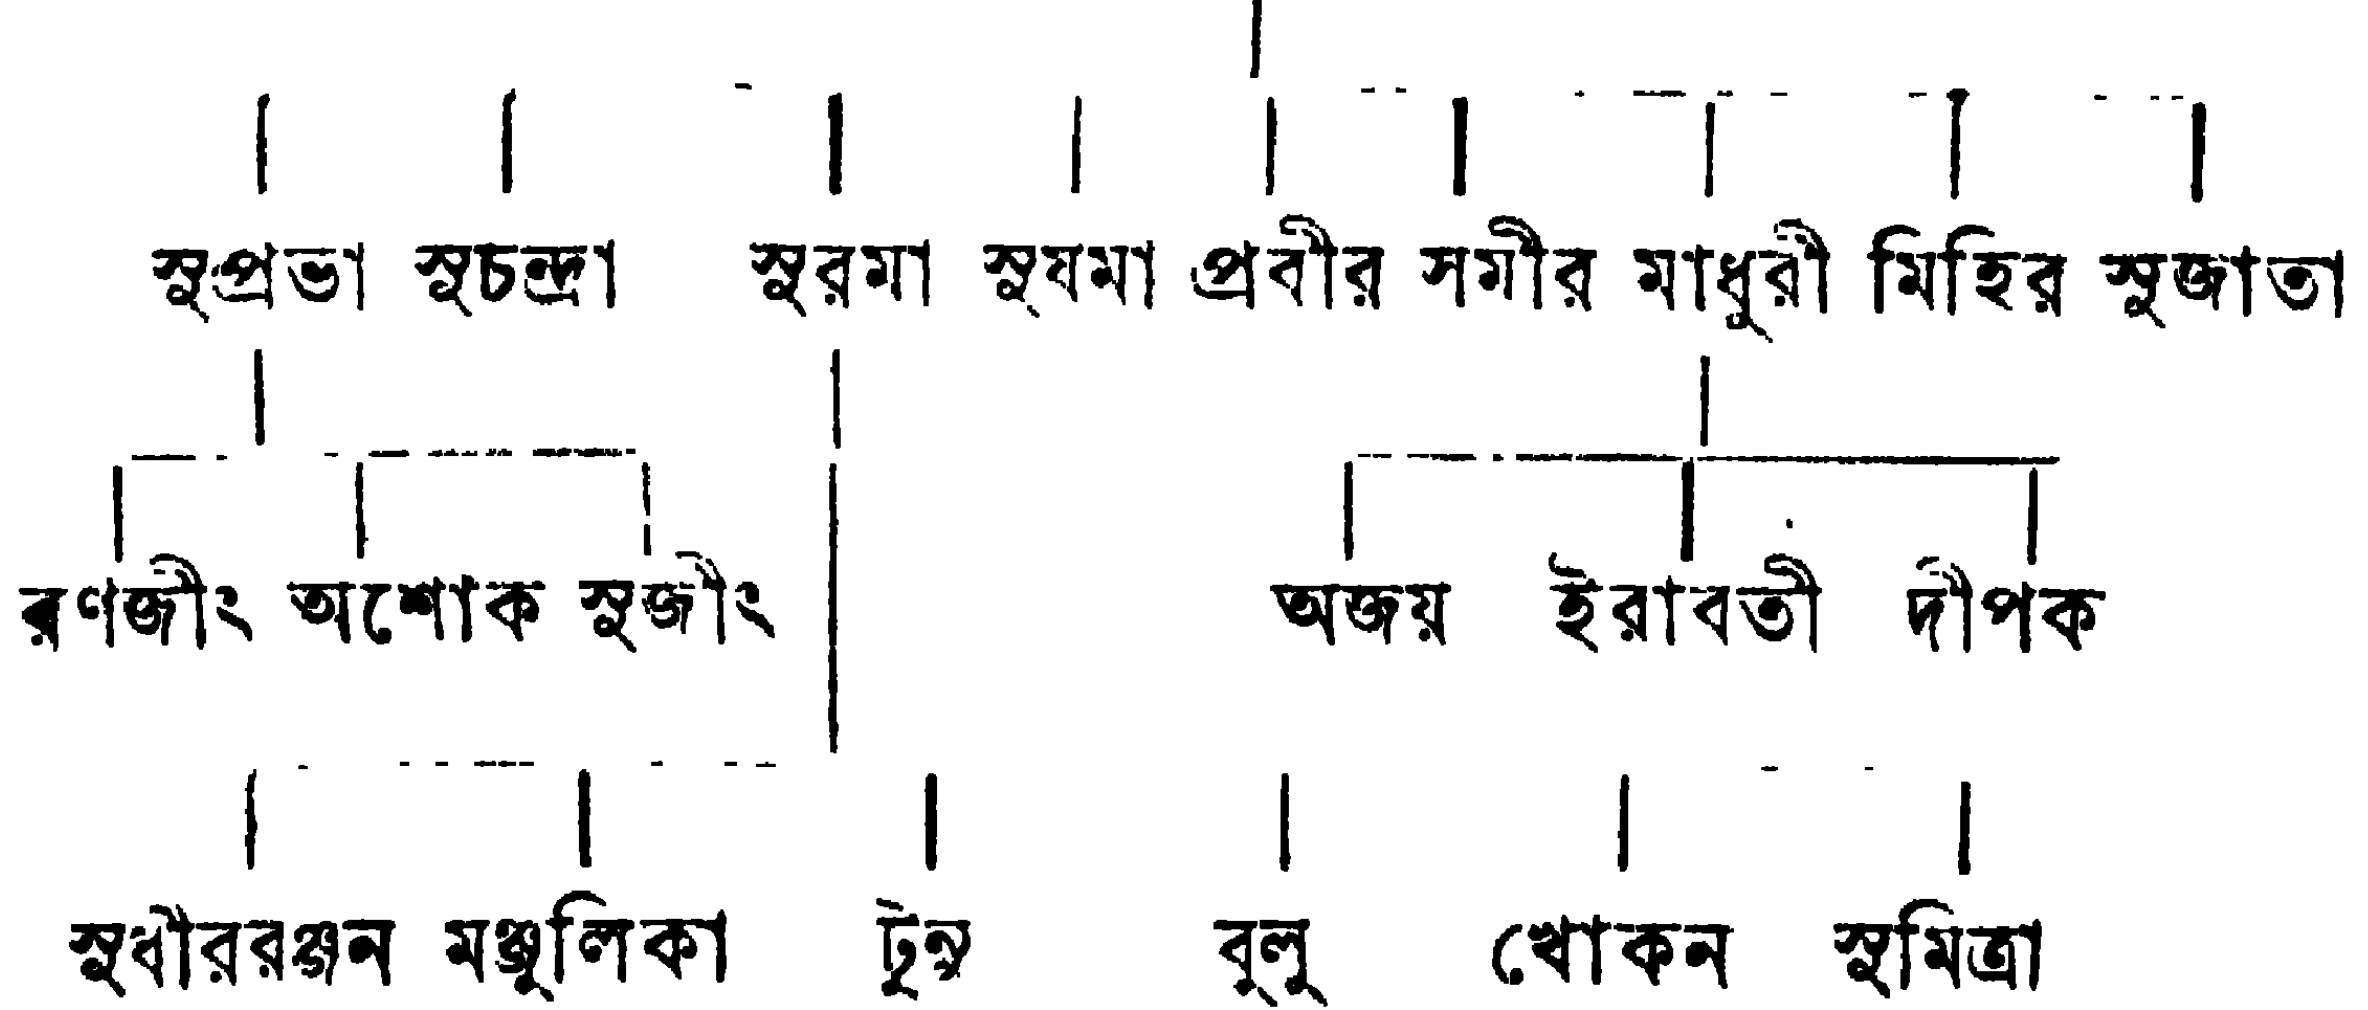 সুপ্রভা সুচন্দ্রা সুরমা সুষমা প্রবীর সমীর মাধুরী মিহির সুজাতা
রণজীৎ অশোক সুজীৎ অজয় ইরাবতী দীপক
সুধীররঞ্জন মঞ্জুলিকা টুনু বুলু খোকন সুমিত্রা